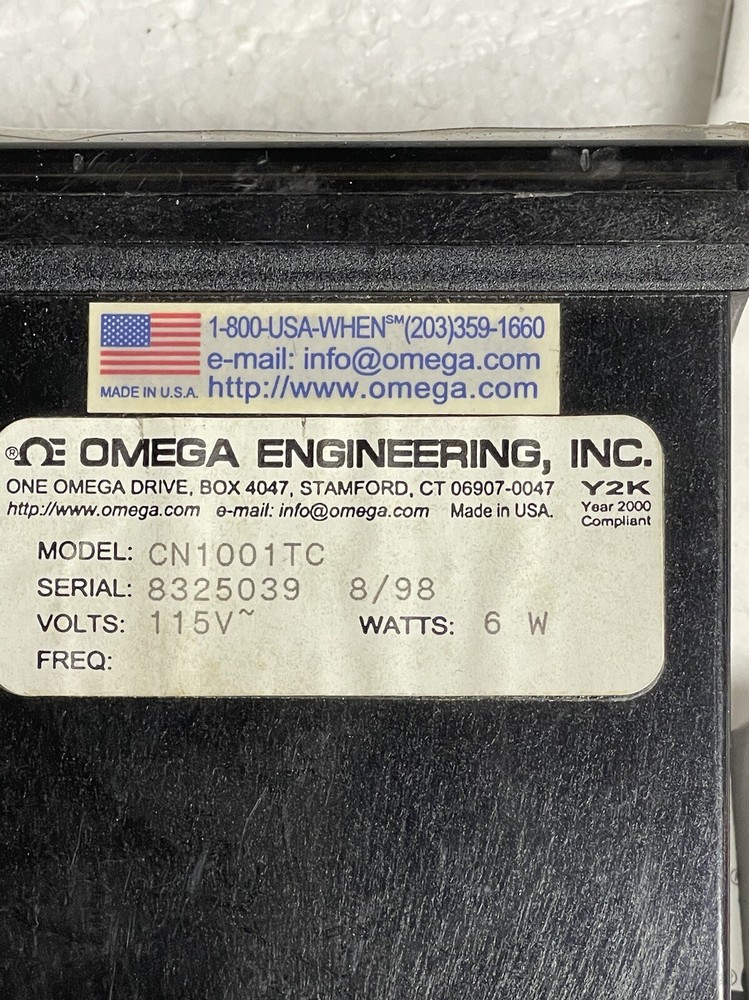 1-800-USA-WHEN℠(203)359-1660
e-mail: info@omega.com
MADE IN U.S.A. http://www.omega.com
®ΩE OMEGA ENGINEERING, INC.
ONE OMEGA DRIVE, BOX 4047, STAMFORD, CT 06907-0047 Y2K
http://www.omega.com e-mail: info@omega.com Made in USA. Year 2000
Compliant
MODEL: CN1001TC
SERIAL: 8325039 8/98
VOLTS: 115V~ WATTS: 6 W
FREQ: